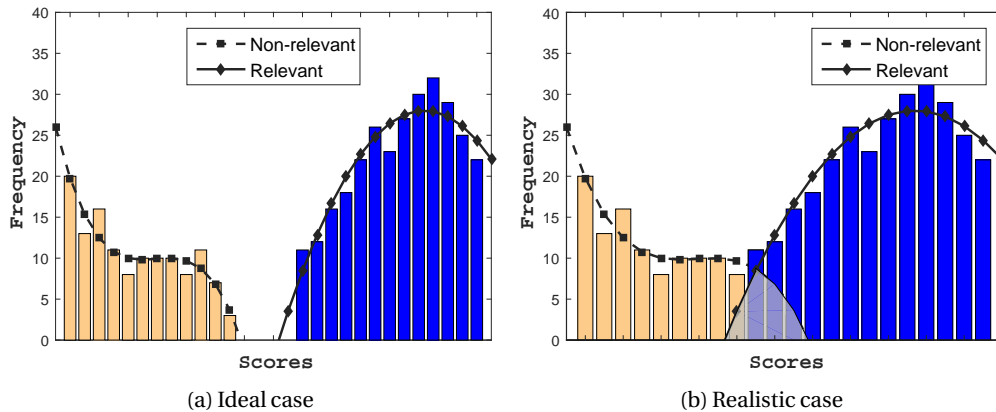 40
35
30
25
20
15
10
5
0
Frequency
Non-relevant
Relevant
Scores
(a) Ideal case
40
35
30
25
20
15
10
5
0
Frequency
Non-relevant
Relevant
Scores
(b) Realistic case